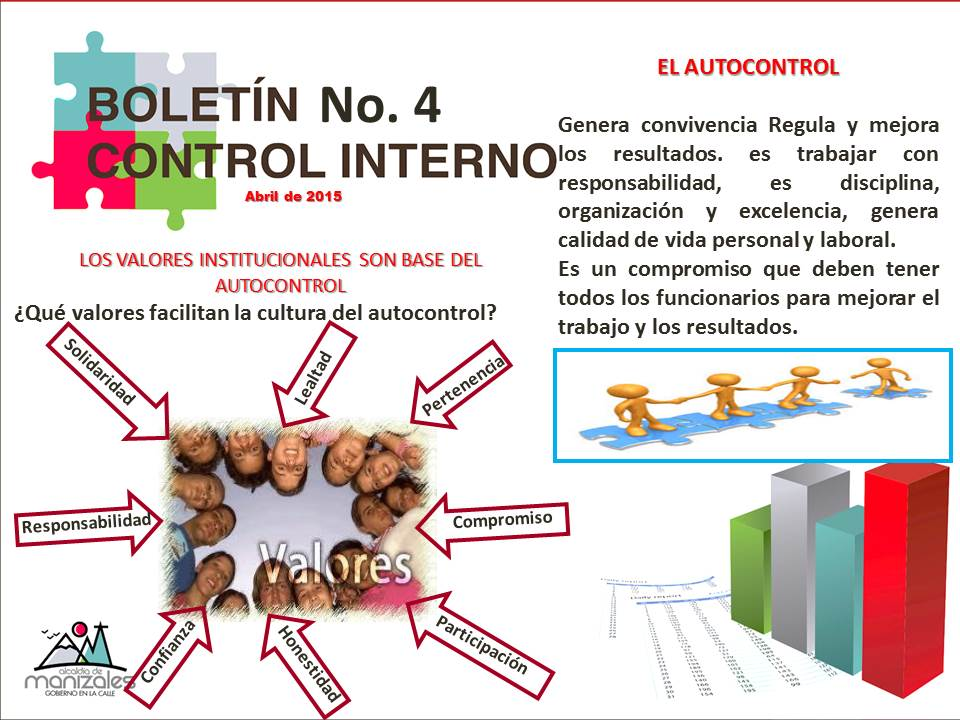 BOLETÍN No. 4
CONTROL INTERNO
Abril de 2015
LOS VALORES INSTITUCIONALES SON BASE DEL
AUTOCONTROL
¿Qué valores facilitan la cultura del autocontrol?
Solidaridad
Lealtad
Pertenencia
Responsabilidad
Compromiso
Valores
Confianza
Honestidad
Participación
alcaldía de
manizales
GOBIERNO EN LA CALLE
EL AUTOCONTROL
Genera convivencia Regula y mejora
los resultados. es trabajar con
responsabilidad, es disciplina,
organización y excelencia, genera
calidad de vida personal y laboral.
Es un compromiso que deben tener
todos los funcionarios para mejorar el
trabajo y los resultados.